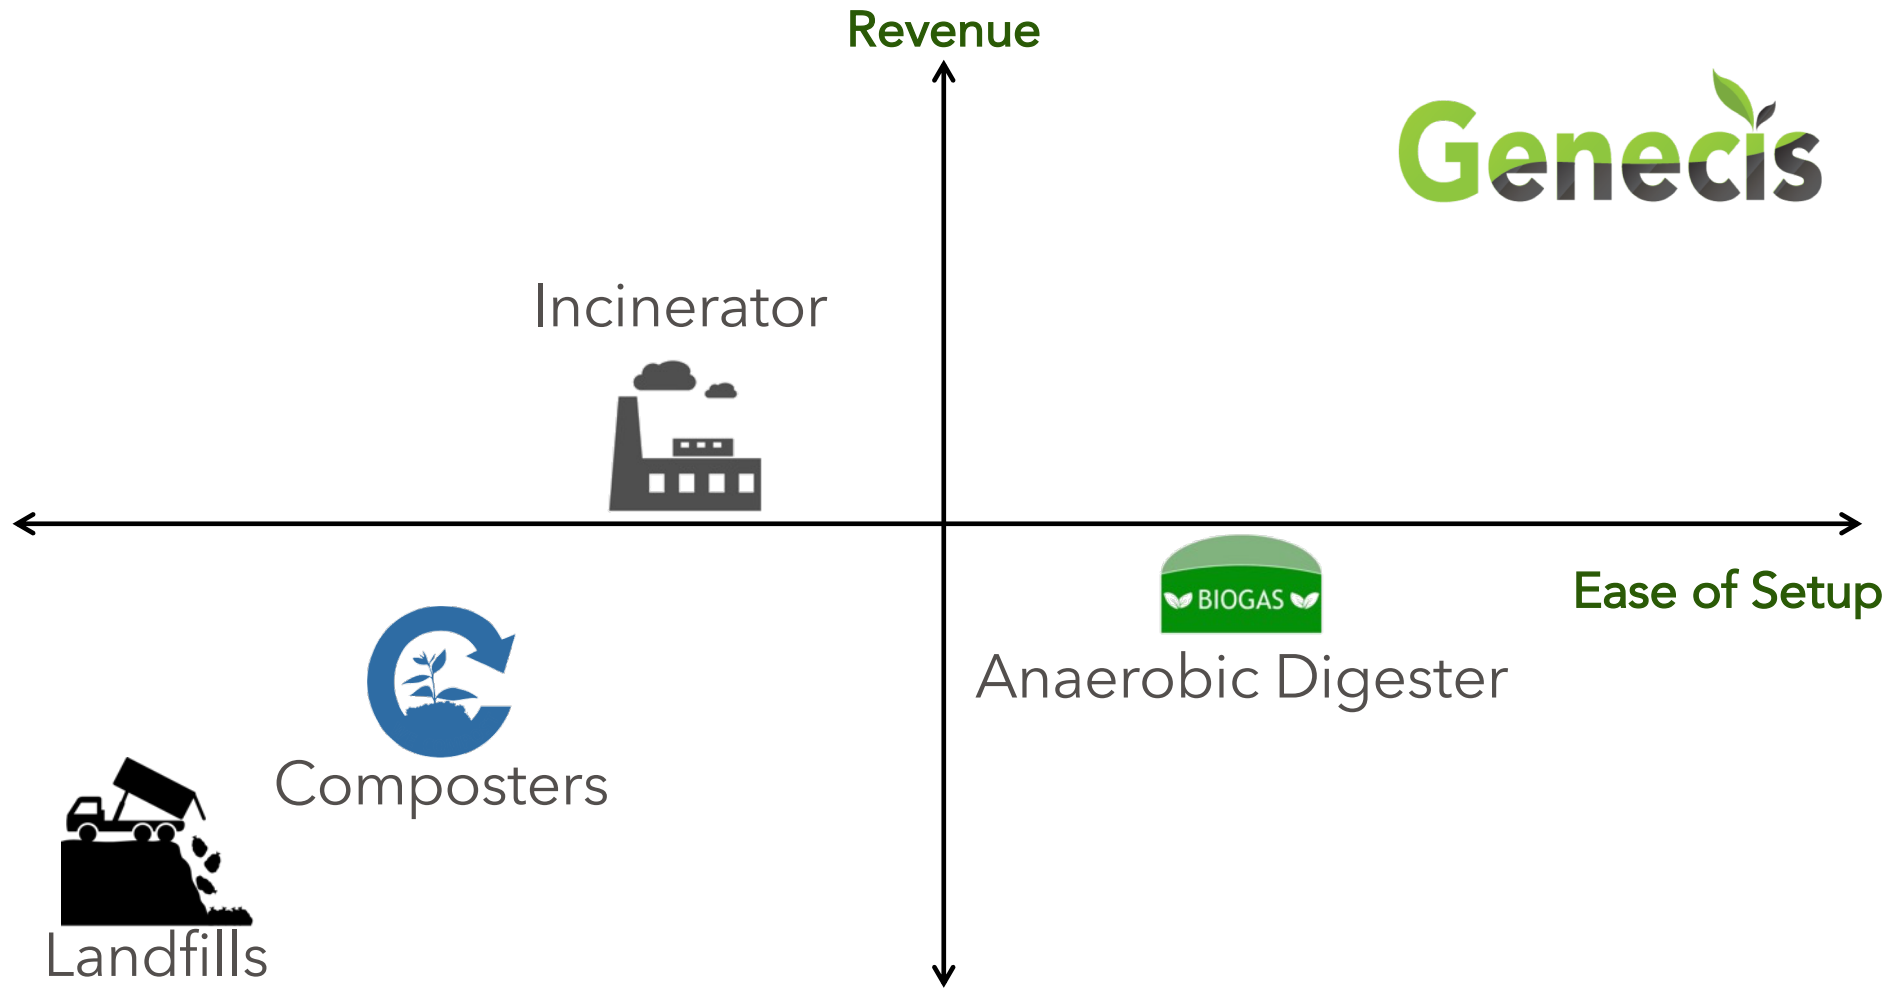 Revenue
Genecis
Incinerator
BIOGAS
Ease of Setup
Anaerobic Digester
Composters
Landfills